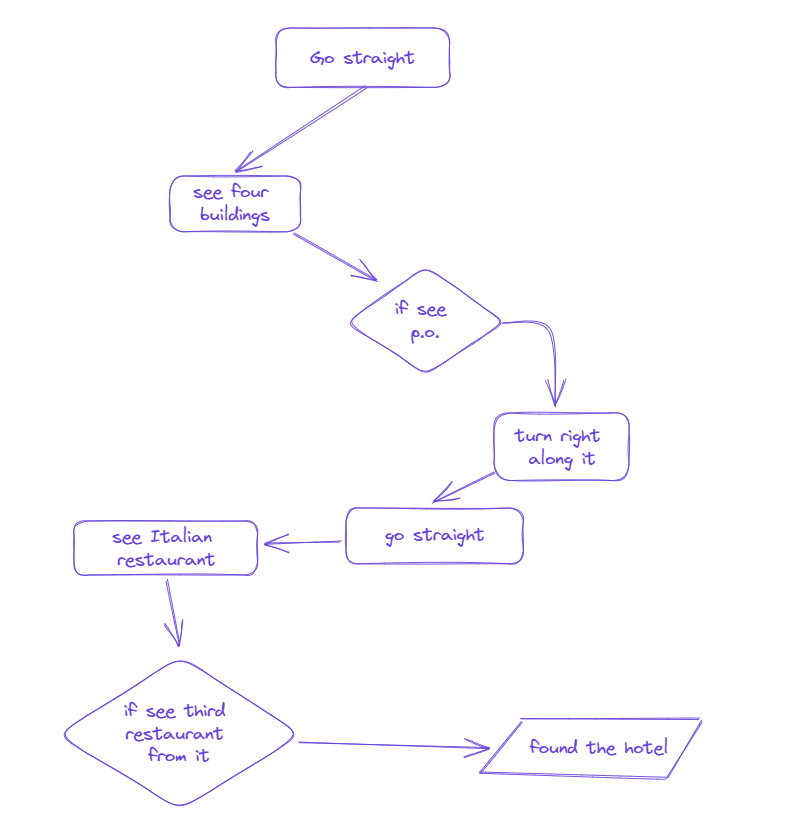 Go straight
see four
buildings
if see
p.o.
turn right
along it
go straight
see Italian
restaurant
if see third
restaurant
from it
found the hotel